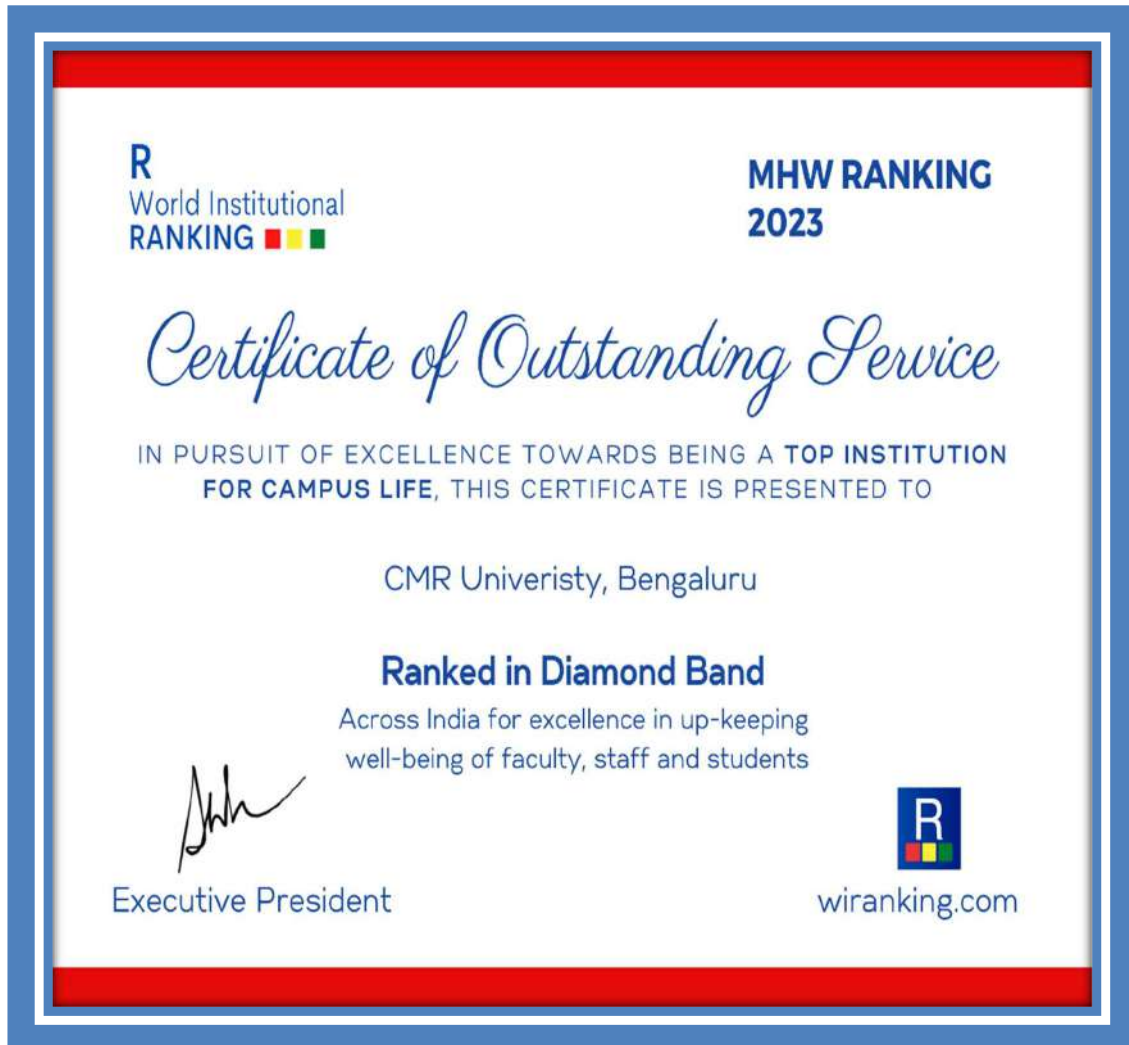 R
World Institutional
RANKING
MHW RANKING
2023
Certificate of Outstanding Service
IN PURSUIT OF EXCELLENCE TOWARDS BEING A TOP INSTITUTION
FOR CAMPUS LIFE, THIS CERTIFICATE IS PRESENTED TO
CMR Univeristy, Bengaluru
Ranked in Diamond Band
Across India for excellence in up-keeping
well-being of faculty, staff and students
Executive President
R
wiranking.com